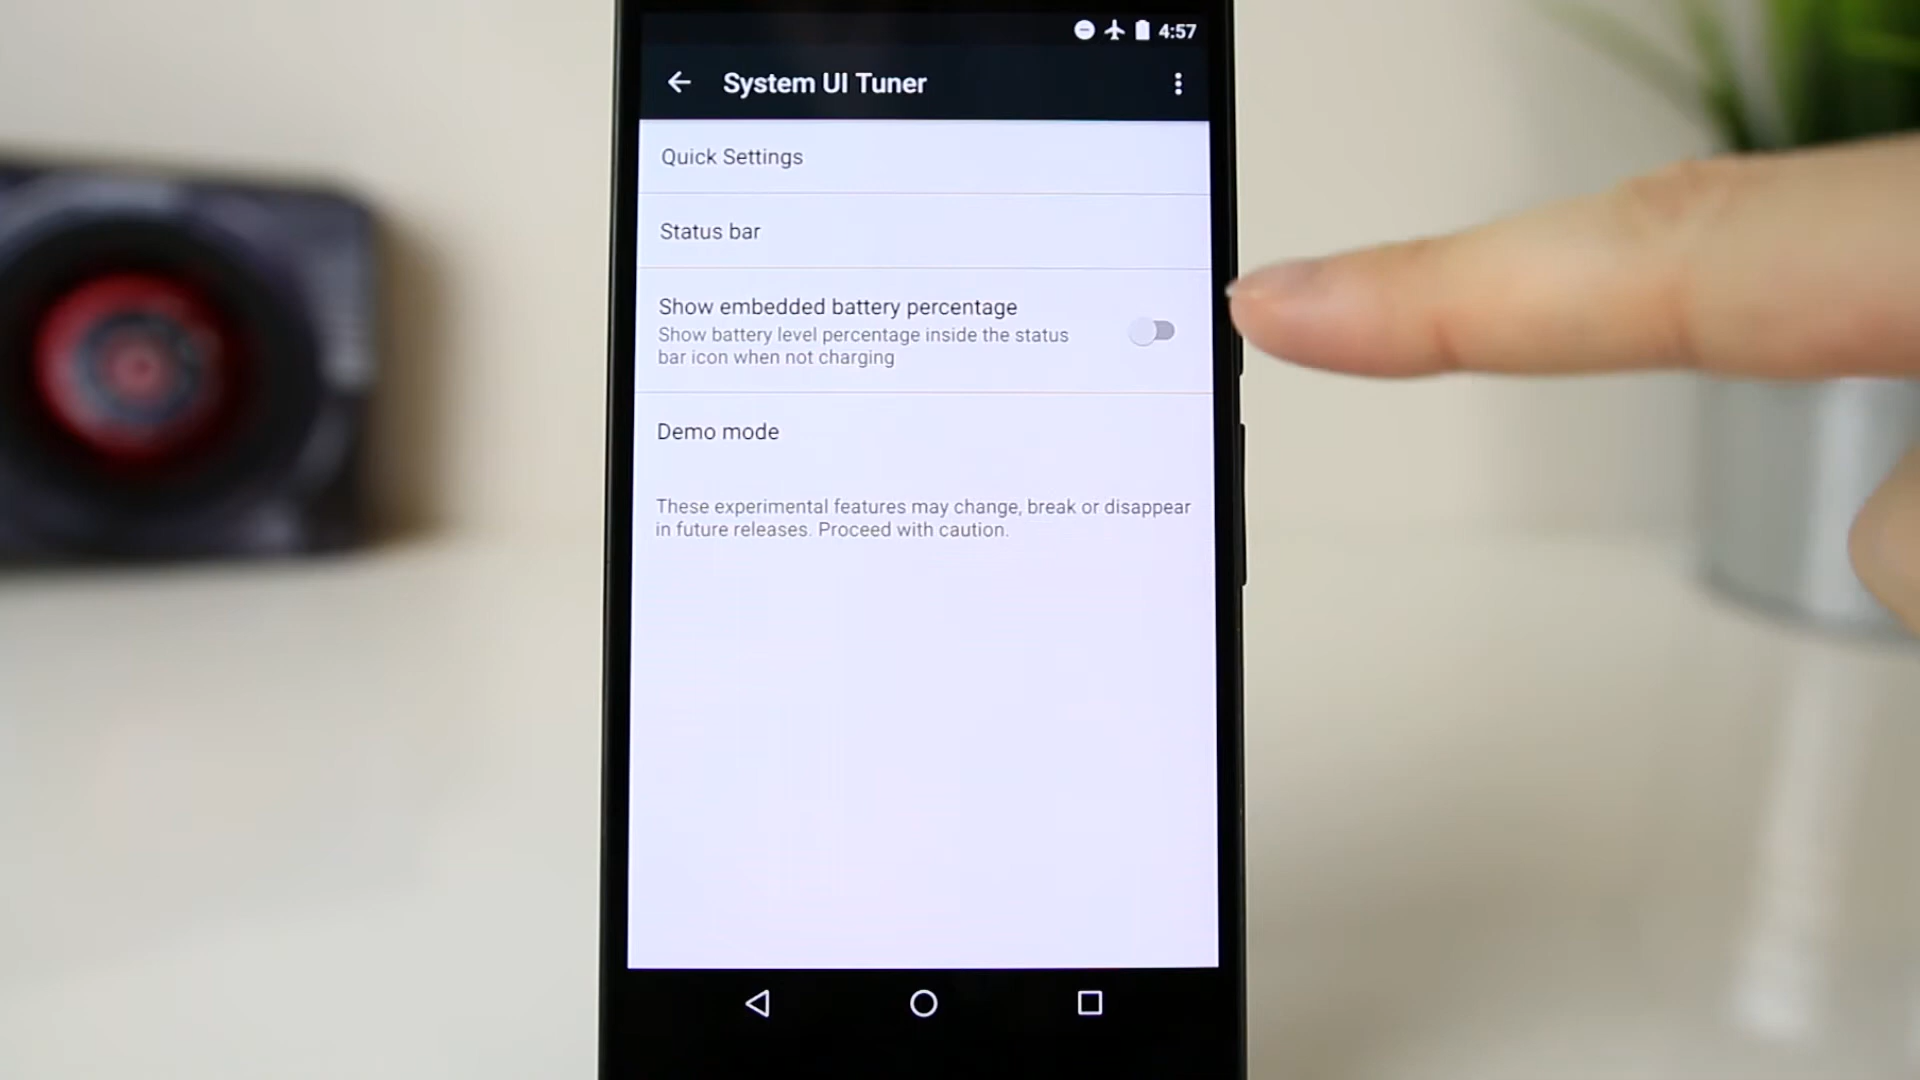 4:57
System UI Tuner
Quick Settings
Status bar
Show embedded battery percentage
Show battery level percentage inside the status
bar icon when not charging
Demo mode
These experimental features may change, break or disappear
in future releases. Proceed with caution.